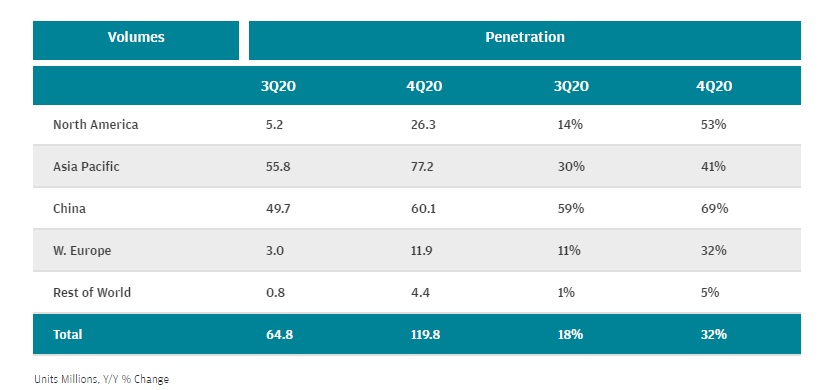 Volumes Penetration
3Q20 4Q20 3Q20 4Q20
North America 5.2 26.3 14% 53%
Asia Pacific 55.8 77.2 30% 41%
China 49.7 60.1 59% 69%
W. Europe 3.0 11.9 11% 32%
Rest of World 0.8 4.4 1% 5%
Total 64.8 119.8 18% 32%
Units Millions, Y/Y % Change